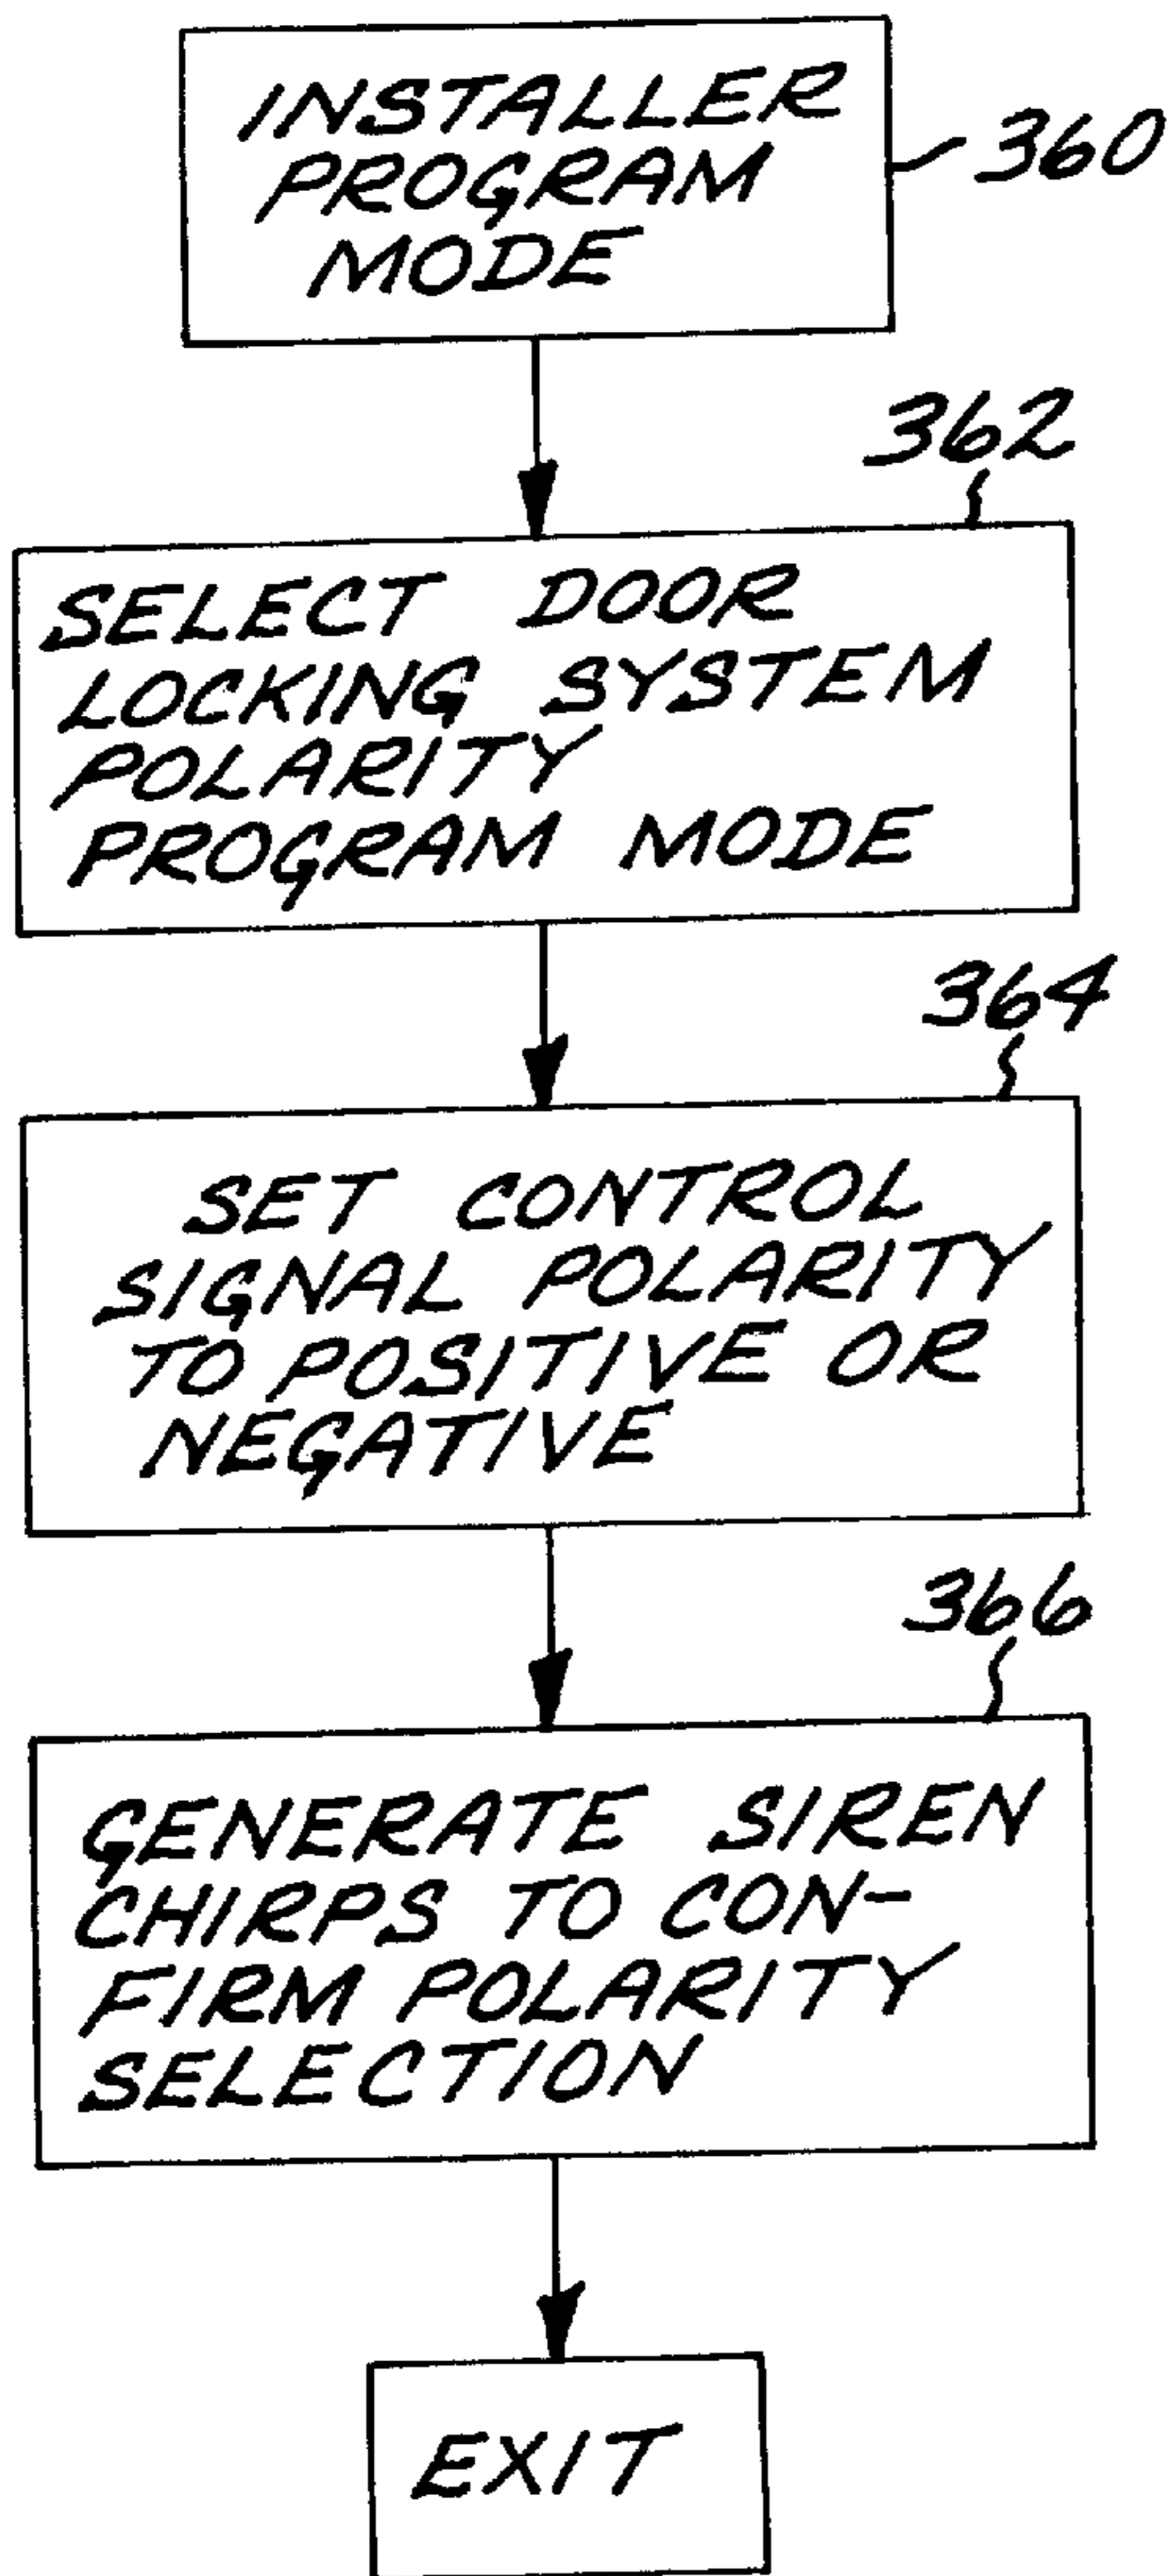 INSTALLER
PROGRAM
MODE
360
362
SELECT DOOR
LOCKING SYSTEM
POLARITY
PROGRAM MODE
364
SET CONTROL
SIGNAL POLARITY
TO POSITIVE OR
NEGATIVE
366
GENERATE SIREN
CHIRPS TO CON-
FIRM POLARITY
SELECTION
EXIT